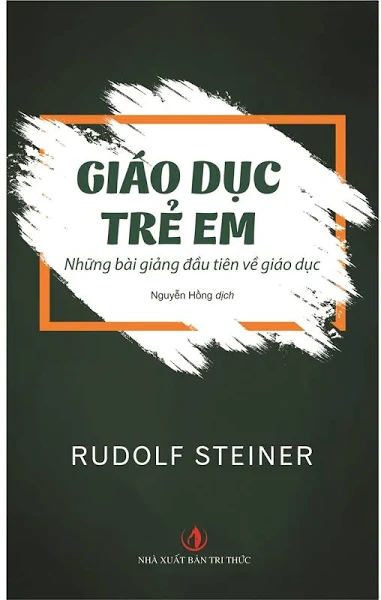 GIÁO DỤC
TRẺ EM
Những bài giảng đầu tiên về giáo dục
Nguyễn Hồng dịch
RUDOLF STEINER
NHÀ XUẤT BẢN TRI THỨC